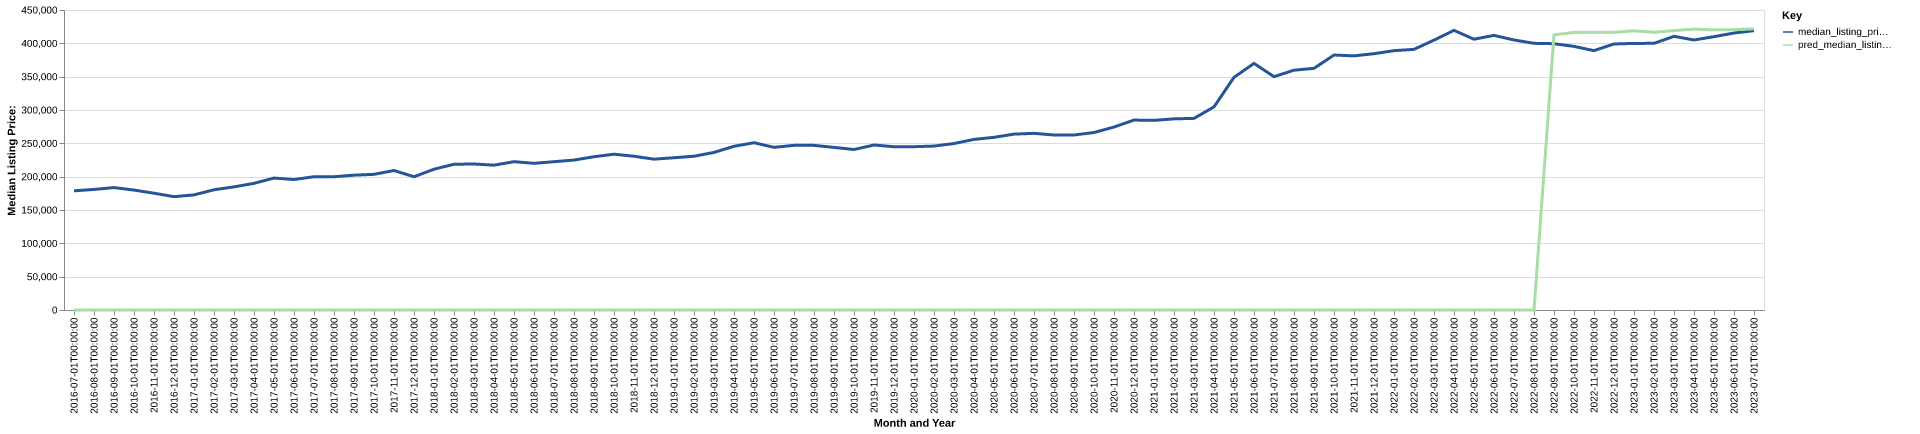 450,000
400,000
350,000
300,000
250,000
200,000
150,000
100,000
50,000
0
Median Listing Price:
2016-07-01T00:00:00
2016-08-01T00:00:00
2016-09-01T00:00:00
2016-10-01T00:00:00
2016-11-01T00:00:00
2016-12-01T00:00:00
2017-01-01T00:00:00
2017-02-01T00:00:00
2017-03-01T00:00:00
2017-04-01T00:00:00
2017-05-01T00:00:00
2017-06-01T00:00:00
2017-07-01T00:00:00
2017-08-01T00:00:00
2017-09-01T00:00:00
2017-10-01T00:00:00
2017-11-01T00:00:00
2017-12-01T00:00:00
2018-01-01T00:00:00
2018-02-01T00:00:00
2018-03-01T00:00:00
2018-04-01T00:00:00
2018-05-01T00:00:00
2018-06-01T00:00:00
2018-07-01T00:00:00
2018-08-01T00:00:00
2018-09-01T00:00:00
2018-10-01T00:00:00
2018-11-01T00:00:00
2018-12-01T00:00:00
2019-01-01T00:00:00
2019-02-01T00:00:00
2019-03-01T00:00:00
2019-04-01T00:00:00
2019-05-01T00:00:00
2019-06-01T00:00:00
2019-07-01T00:00:00
2019-08-01T00:00:00
2019-09-01T00:00:00
2019-10-01T00:00:00
2019-11-01T00:00:00
2019-12-01T00:00:00
2020-01-01T00:00:00
2020-02-01T00:00:00
2020-03-01T00:00:00
2020-04-01T00:00:00
2020-05-01T00:00:00
2020-06-01T00:00:00
2020-07-01T00:00:00
2020-08-01T00:00:00
2020-09-01T00:00:00
2020-10-01T00:00:00
2020-11-01T00:00:00
2020-12-01T00:00:00
2021-01-01T00:00:00
2021-02-01T00:00:00
2021-03-01T00:00:00
2021-04-01T00:00:00
2021-05-01T00:00:00
2021-06-01T00:00:00
2021-07-01T00:00:00
2021-08-01T00:00:00
2021-09-01T00:00:00
2021-10-01T00:00:00
2021-11-01T00:00:00
2021-12-01T00:00:00
2022-01-01T00:00:00
2022-02-01T00:00:00
2022-03-01T00:00:00
2022-04-01T00:00:00
2022-05-01T00:00:00
2022-06-01T00:00:00
2022-07-01T00:00:00
2022-08-01T00:00:00
2022-09-01T00:00:00
2022-10-01T00:00:00
2022-11-01T00:00:00
2022-12-01T00:00:00
2023-01-01T00:00:00
2023-02-01T00:00:00
2023-03-01T00:00:00
2023-04-01T00:00:00
2023-05-01T00:00:00
2023-06-01T00:00:00
2023-07-01T00:00:00
Month and Year
Key
median_listing_pri…
pred_median_listin…